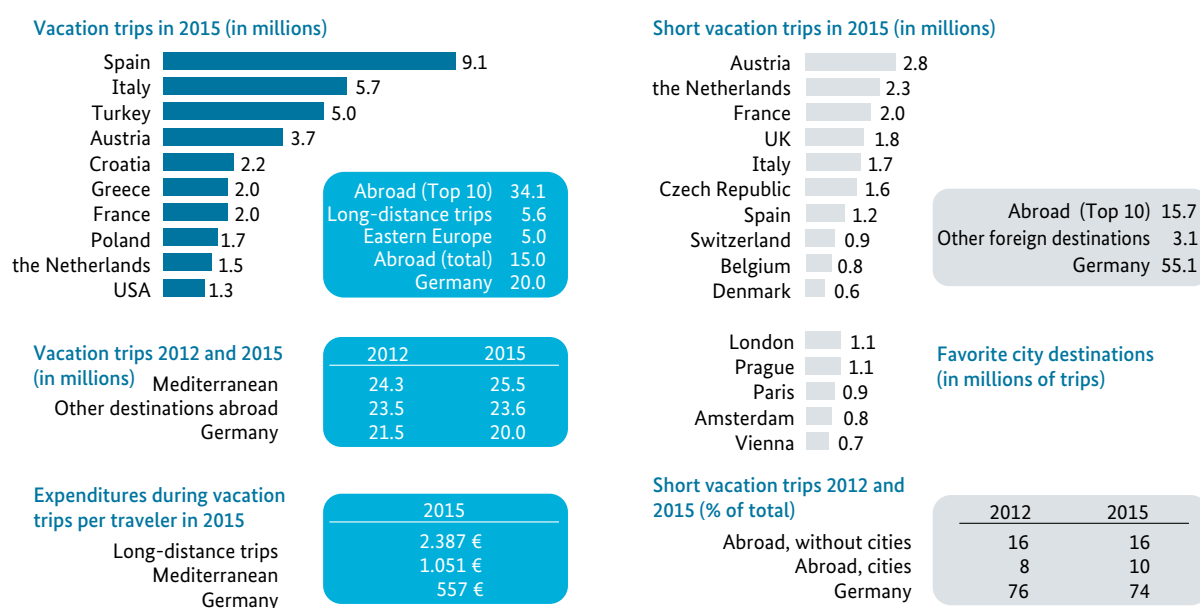 Vacation trips in 2015 (in millions)
Spain 9.1
Italy 5.7
Turkey 5.0
Austria 3.7
Croatia 2.2
Greece 2.0
France 2.0
Poland 1.7
the Netherlands 1.5
USA 1.3
Abroad (Top 10) 34.1
Long-distance trips 5.6
Eastern Europe 5.0
Abroad (total) 15.0
Germany 20.0
Vacation trips 2012 and 2015
(in millions)
2012 2015
Mediterranean 24.3 25.5
Other destinations abroad 23.5 23.6
Germany 21.5 20.0
Expenditures during vacation
trips per traveler in 2015
2015
Long-distance trips 2.387 €
Mediterranean 1.051 €
Germany 557 €
Short vacation trips in 2015 (in millions)
Austria 2.8
the Netherlands 2.3
France 2.0
UK 1.8
Italy 1.7
Czech Republic 1.6
Spain 1.2
Switzerland 0.9
Belgium 0.8
Denmark 0.6
Abroad (Top 10) 15.7
Other foreign destinations 3.1
Germany 55.1
London 1.1
Prague 1.1
Paris 0.9
Amsterdam 0.8
Vienna 0.7
Favorite city destinations
(in millions of trips)
Short vacation trips 2012 and
2015 (% of total)
2012 2015
Abroad, without cities 16 16
Abroad, cities 8 10
Germany 76 74